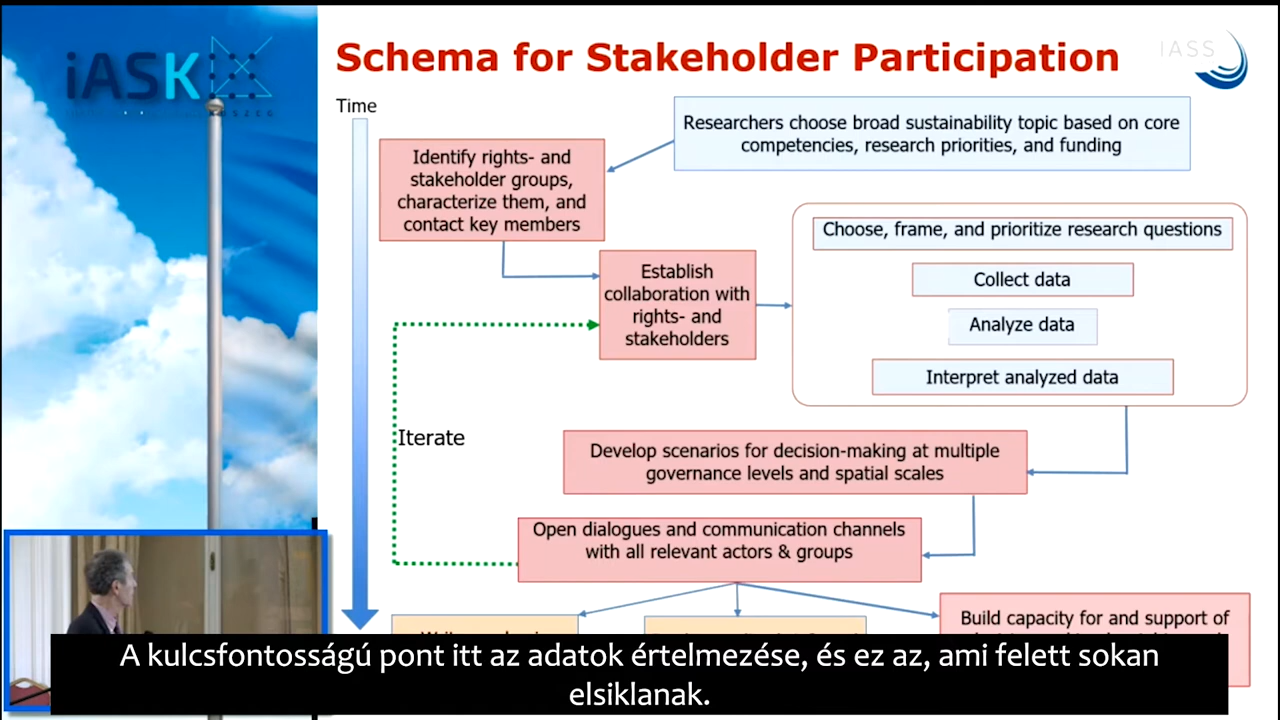 iASK
KOSZEG
Schema for Stakeholder Participation
IASS
Time
Researchers choose broad sustainability topic based on core
competencies, research priorities, and funding
Identify rights- and
stakeholder groups,
characterize them, and
contact key members
Choose, frame, and prioritize research questions
Collect data
Analyze data
Interpret analyzed data
Establish
collaboration with
rights- and
stakeholders
Iterate
Develop scenarios for decision-making at multiple
governance levels and spatial scales
Open dialogues and communication channels
with all relevant actors & groups
Build capacity for and support of
A kulcsfontosságú pont itt az adatok értelmezése, és ez az, ami felett sokan
elsiklanak.